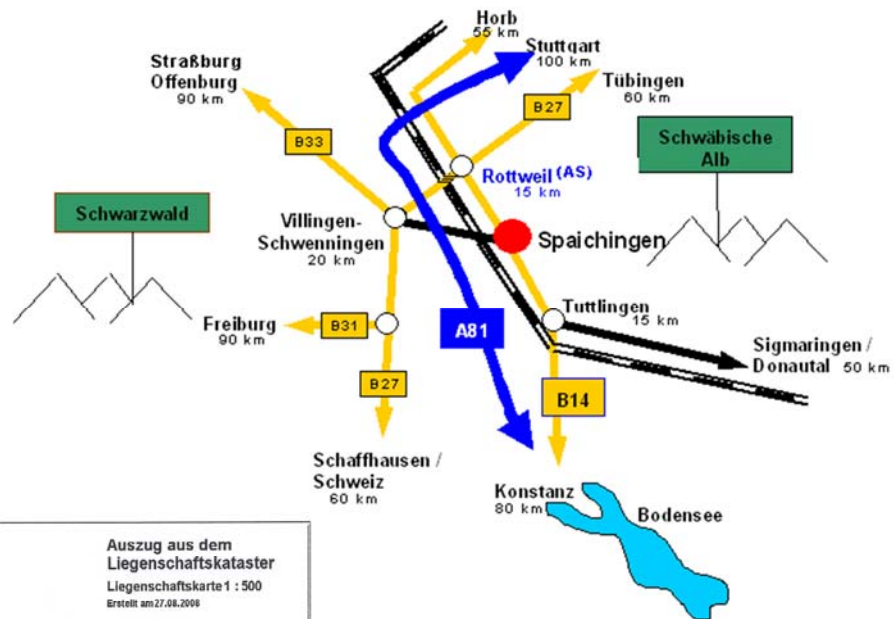 Horb
55 km
Straßburg
Offenburg
90 km
Stuttgart
100 km
Tübingen
60 km
B27
B33
Schwäbische
Alb
Rottweil (AS)
15 km
Schwarzwald
Villingen-
Schwenningen
20 km
Spaichingen
Tuttlingen
15 km
Freiburg
90 km
B31
A81
Sigmaringen /
Donautal 50 km
B27
B14
Schaffhausen /
Schweiz
60 km
Konstanz
80 km
Bodensee
Auszug aus dem
Liegenschaftskataster
Liegenschaftskarte 1 : 500
Erstellt am 27.08.2008